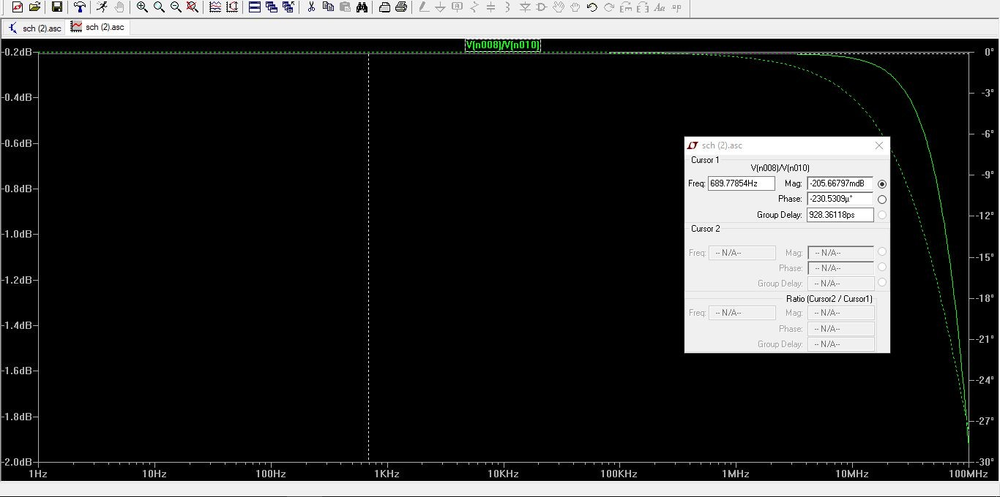 sch (2).asc sch (2).asc
V(n008)/V(n010)
-0.2dB
-0.4dB
-0.6dB
-0.8dB
-1.0dB
-1.2dB
-1.4dB
-1.6dB
-1.8dB
-2.0dB
0°
-3°
-6°
-9°
-12°
-15°
-18°
-21°
-24°
-27°
-30°
1Hz 10Hz 100Hz 1KHz 10KHz 100KHz 1MHz 10MHz 100MHz
sch (2).asc
Cursor 1
V(n008)/V(n010)
Freq: 689.77854Hz Mag: -205.66797mdB
Phase: -230.5309µ°
Group Delay: 928.36118ps
Cursor 2
Freq: -- N/A-- Mag: -- N/A--
Phase: -- N/A--
Group Delay: -- N/A--
Ratio (Cursor2 / Cursor1)
Freq: -- N/A-- Mag: -- N/A--
Phase: -- N/A--
Group Delay: -- N/A--